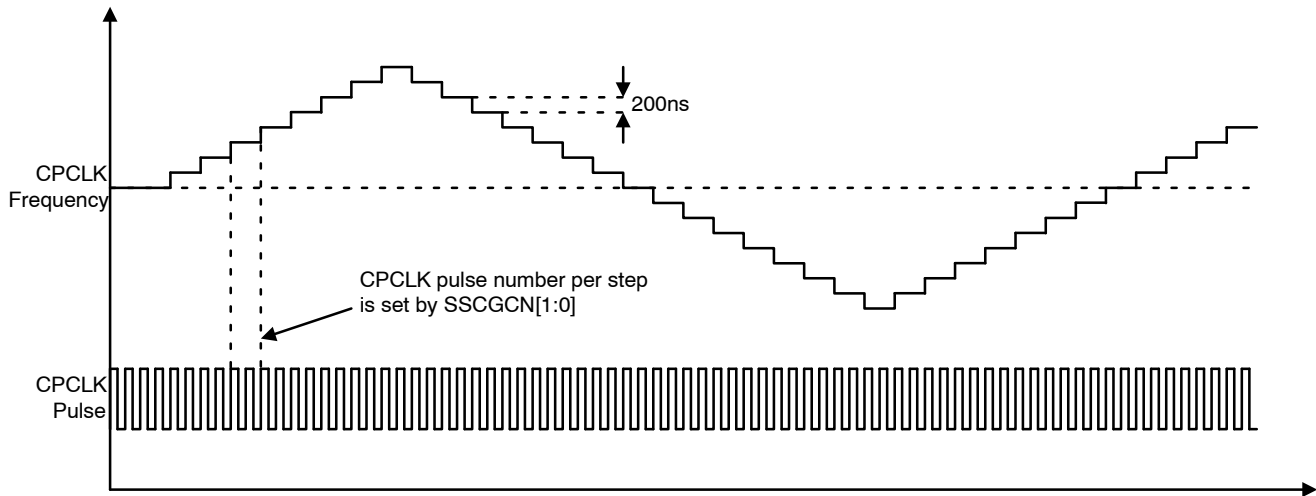 200ns
CPCLK
Frequency
CPCLK pulse number per step
is set by SSCGCN[1:0]
CPCLK
Pulse